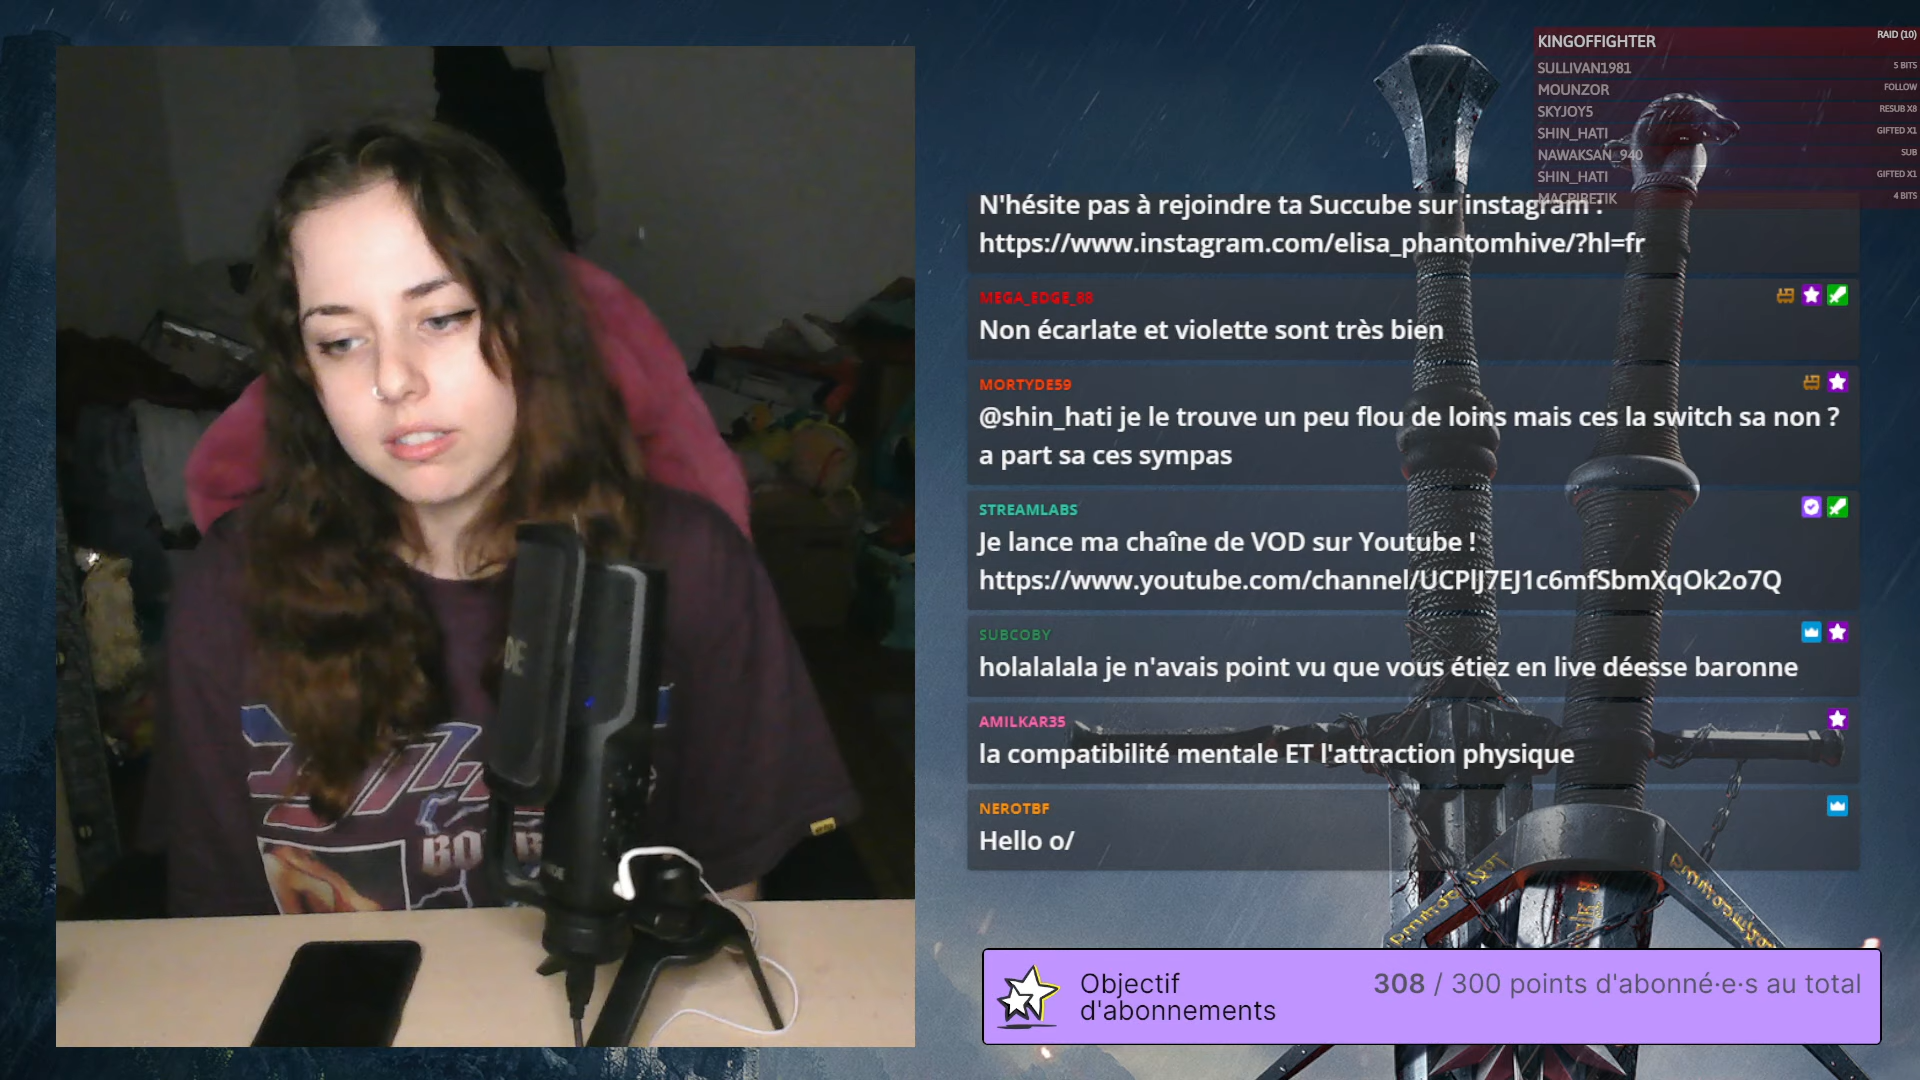 KINGOFFIGHTER RAID (10)
SULLIVAN1981 5 BITS
MOUNZOR FOLLOW
SKYJOY5 RESUB X8
SHIN_HATI GIFTED X1
NAWAKSAN_940 SUB
SHIN_HATI GIFTED X1
MACPIRETIK 4 BITS
N'hésite pas à rejoindre ta Succube sur instagram :
https://www.instagram.com/elisa_phantomhive/?hl=fr
MEGA_EDGE_88
Non écarlate et violette sont très bien
MORTYDE59
@shin_hati je le trouve un peu flou de loins mais ces la switch sa non ?
a part sa ces sympas
STREAMLABS
Je lance ma chaîne de VOD sur Youtube !
https://www.youtube.com/channel/UCPlJ7EJ1c6mfSbmXqOk2o7Q
SUBCOBY
holalalala je n'avais point vu que vous étiez en live déesse baronne
AMILKAR35
la compatibilité mentale ET l'attraction physique
NEROTBF
Hello o/
Objectif
d'abonnements
308 / 300 points d'abonné·e·s au total